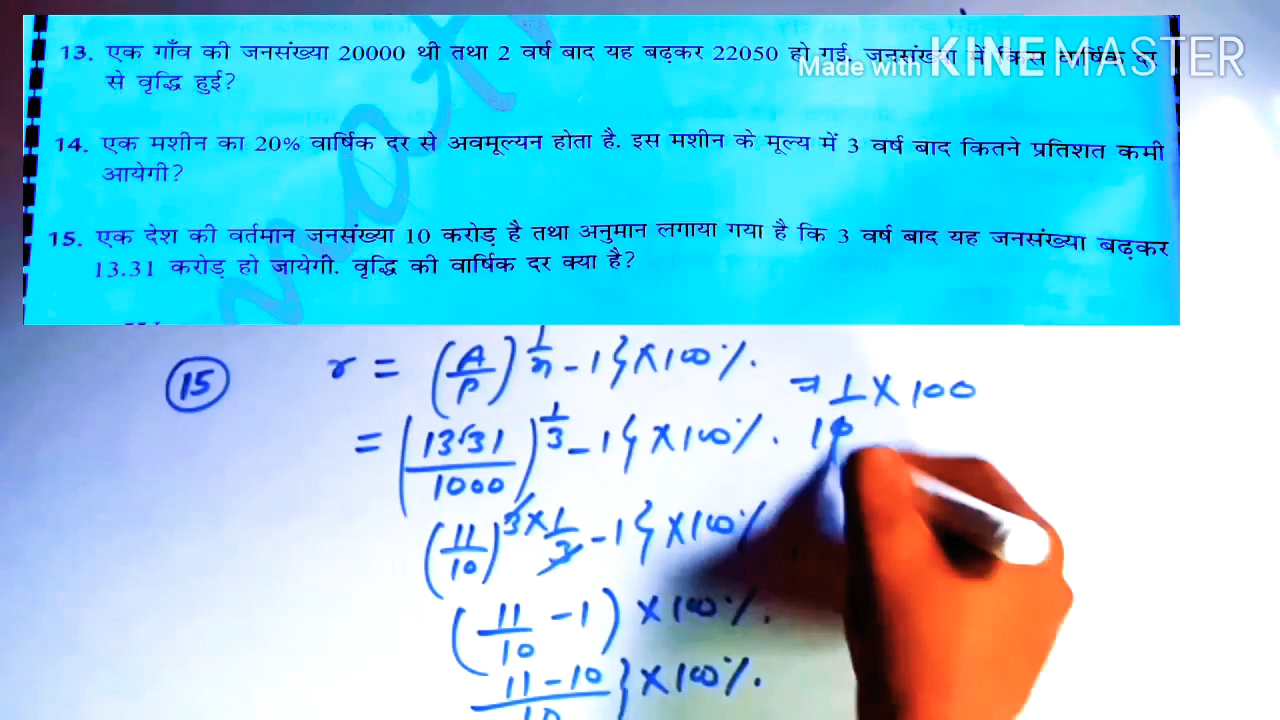 13. एक गाँव की जनसंख्या 20000 थी तथा 2 वर्ष बाद यह बढ़कर 22050 हो गई. जनसंख्या में किस वार्षिक दर
Made with KINEMASTER
से वृद्धि हुई?
14. एक मशीन का 20% वार्षिक दर से अवमूल्यन होता है. इस मशीन के मूल्य में 3 वर्ष बाद कितने प्रतिशत कमी
आयेगी?
15. एक देश की वर्तमान जनसंख्या 10 करोड़ है तथा अनुमान लगाया गया है कि 3 वर्ष बाद यह जनसंख्या बढ़कर
13.31 करोड़ हो जायेगी. वृद्धि की वार्षिक दर क्या है?
15 r = (A/P)^1/n - 1} × 100%.
= (13.31/1000)^1/3 - 1} × 100%.
(11/10)^3×1/3 - 1} × 100%
(11/10 - 1) × 100%.
11-10/10} × 100%.
= 1/10 × 100